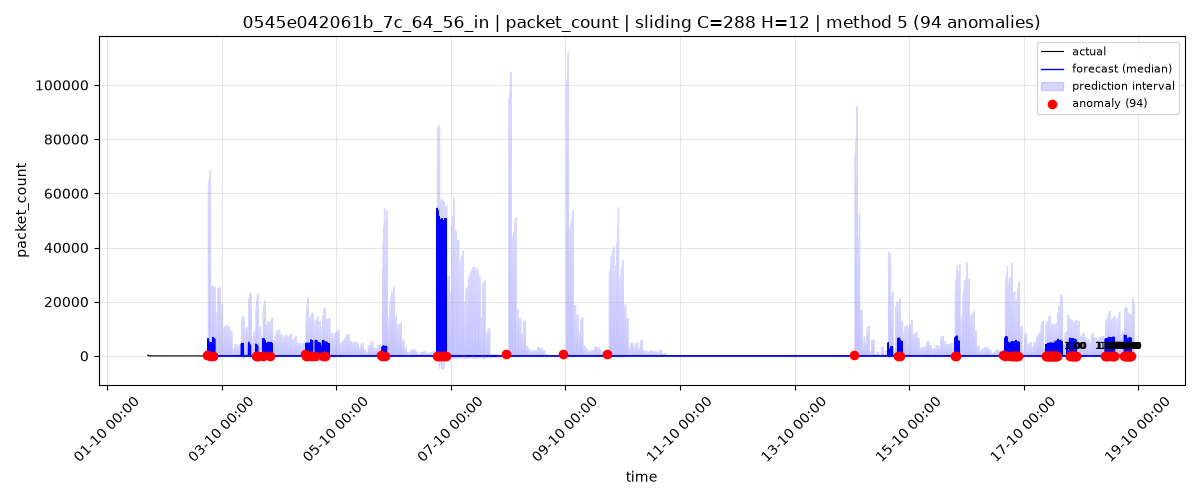 0545e042061b_7c_64_56_in | packet_count | sliding C=288 H=12 | method 5 (94 anomalies)
actual
forecast (median)
prediction interval
anomaly (94)
packet_count
100000
80000
60000
40000
20000
0
01-10 00:00
03-10 00:00
05-10 00:00
07-10 00:00
09-10 00:00
11-10 00:00
13-10 00:00
15-10 00:00
17-10 00:00
19-10 00:00
time